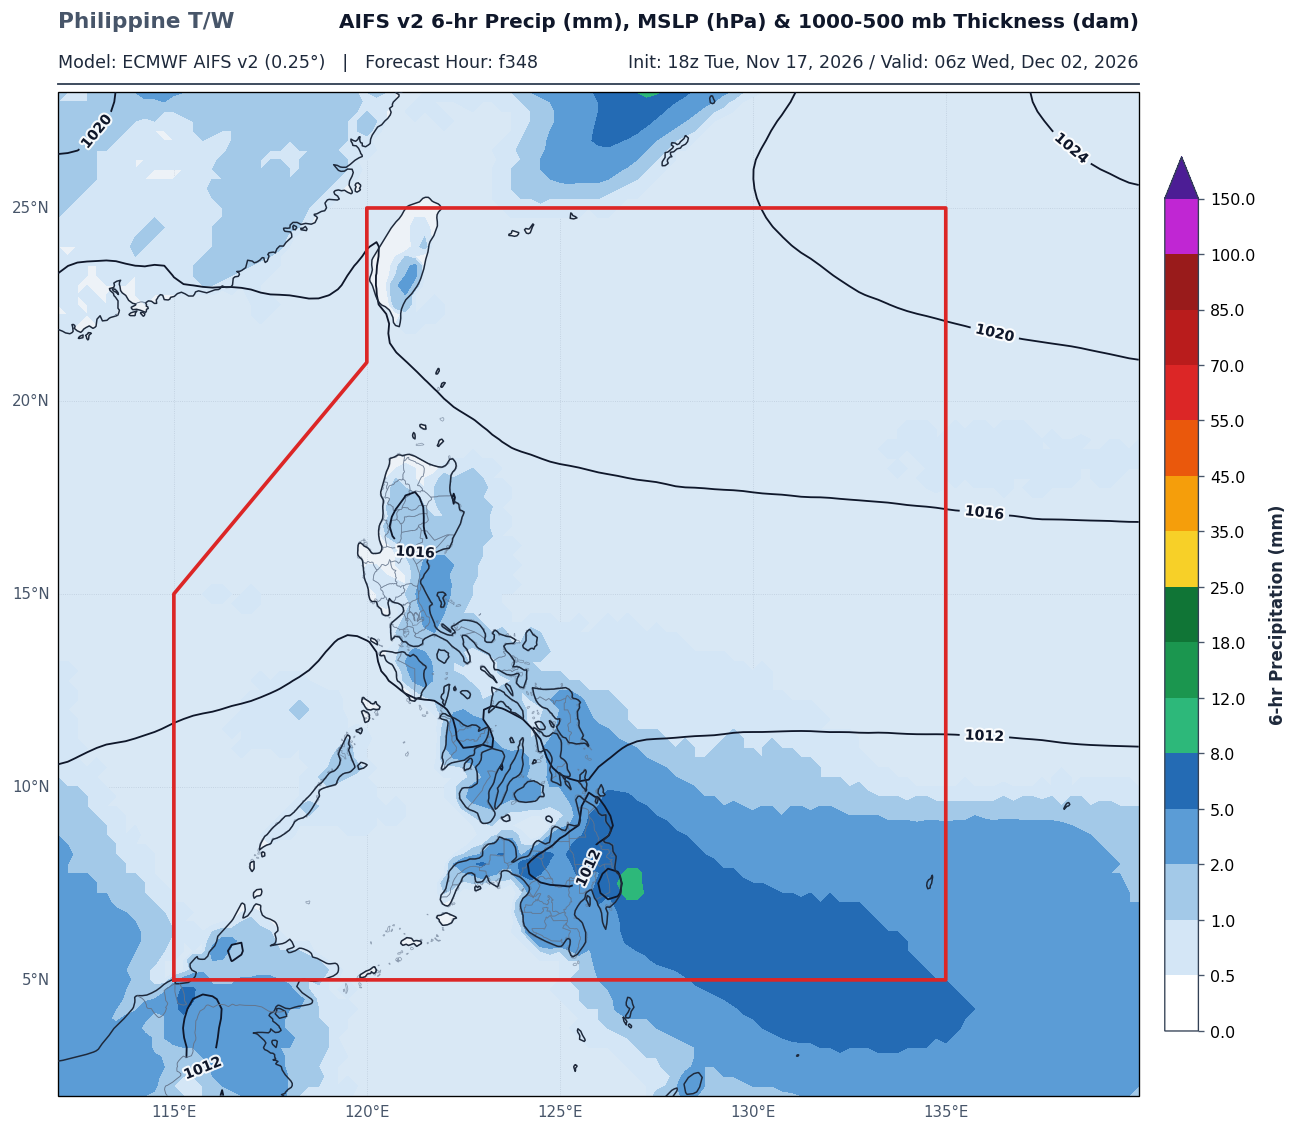 Philippine T/W
AIFS v2 6-hr Precip (mm), MSLP (hPa) & 1000-500 mb Thickness (dam)
Model: ECMWF AIFS v2 (0.25°) | Forecast Hour: f348
Init: 18z Tue, Nov 17, 2026 / Valid: 06z Wed, Dec 02, 2026
1020
1024
1020
1016
1016
1012
1012
1012
25°N
20°N
15°N
10°N
5°N
115°E
120°E
125°E
130°E
135°E
150.0
100.0
85.0
70.0
55.0
45.0
35.0
25.0
18.0
12.0
8.0
5.0
2.0
1.0
0.5
0.0
6-hr Precipitation (mm)